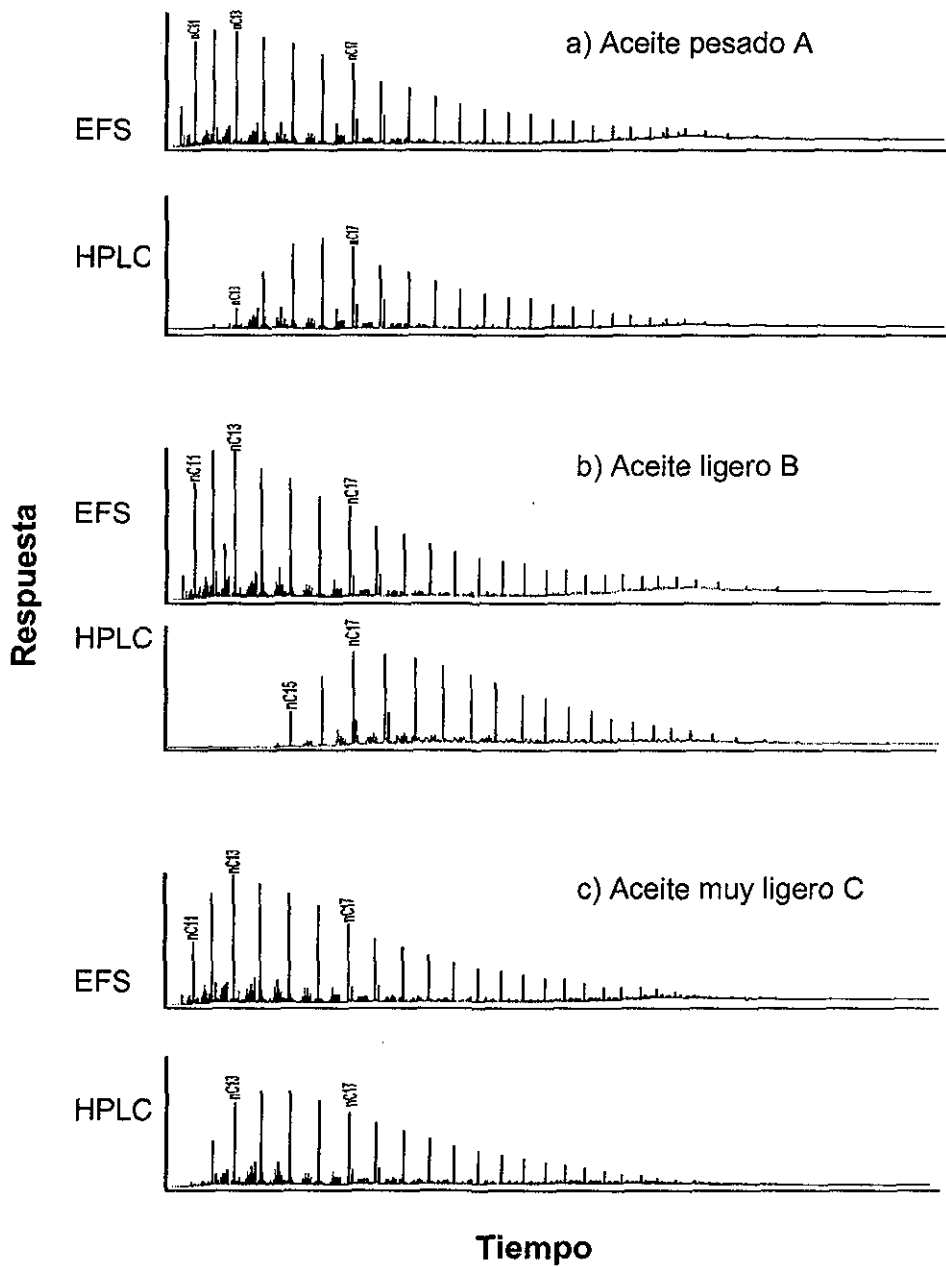 nC11
nC13
nC17
a) Aceite pesado A
EFS
nC13
nC17
HPLC
nC11
nC13
nC17
b) Aceite ligero B
EFS
nC15
nC17
HPLC
nC11
nC13
nC17
c) Aceite muy ligero C
EFS
nC13
nC17
HPLC
Respuesta
Tiempo